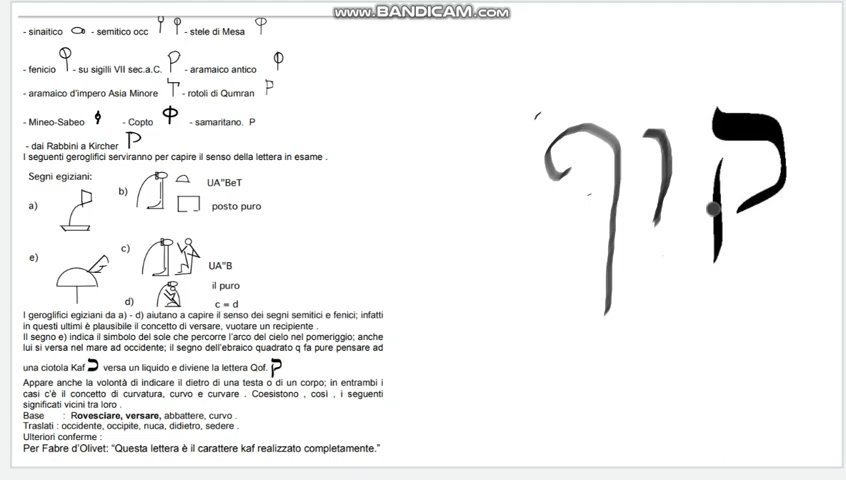 WWW.BANDICAM.COM
- sinaitico - semitico occ - stele di Mesa
- fenicio - su sigilli VII sec.a.C. - aramaico antico
- aramaico d'impero Asia Minore - rotoli di Qumran
- Mineo-Sabeo - Copto - samaritano. P
- dai Rabbini a Kircher
I seguenti geroglifici serviranno per capire il senso della lettera in esame .
Segni egiziani:
a)
b) UA"BeT
posto puro
e)
c) UA"B
il puro
d) c = d
I geroglifici egiziani da a) - d) aiutano a capire il senso dei segni semitici e fenici; infatti
in questi ultimi è plausibile il concetto di versare, vuotare un recipiente .
Il segno e) indica il simbolo del sole che percorre l'arco del cielo nel pomeriggio; anche
lui si versa nel mare ad occidente; il segno dell'ebraico quadrato q fa pure pensare ad
una ciotola Kaf כ versa un liquido e diviene la lettera Qof. ק
Appare anche la volontà di indicare il dietro di una testa o di un corpo; in entrambi i
casi c'è il concetto di curvatura, curvo e curvare . Coesistono , così , i seguenti
significati vicini tra loro .
Base : Rovesciare, versare, abbattere, curvo .
Traslati : occidente, occipite, nuca, didietro, sedere .
Ulteriori conferme :
Per Fabre d'Olivet: "Questa lettera è il carattere kaf realizzato completamente."
קוף